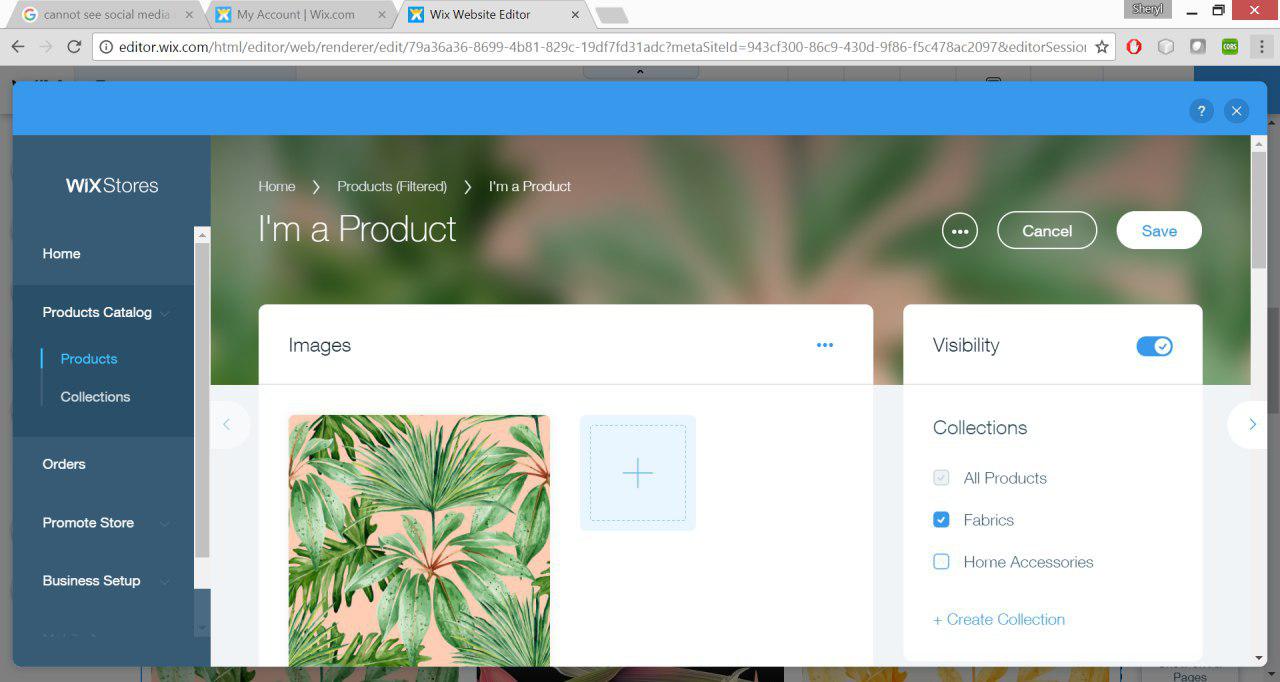 cannot see social media
My Account | Wix.com
Wix Website Editor
Sheryl
editor.wix.com/html/editor/web/renderer/edit/79a36a36-8699-4b81-829c-19df7fd31adc?metaSiteId=943cf300-86c9-430d-9f86-f5c478ac2097&editorSession
CORS
?
WiX Stores
Home
Products Catalog
Products
Collections
Orders
Promote Store
Business Setup
Home > Products (Filtered) > I'm a Product
I'm a Product
Cancel
Save
Images
Visibility
Collections
All Products
Fabrics
Home Accessories
+ Create Collection
Pages